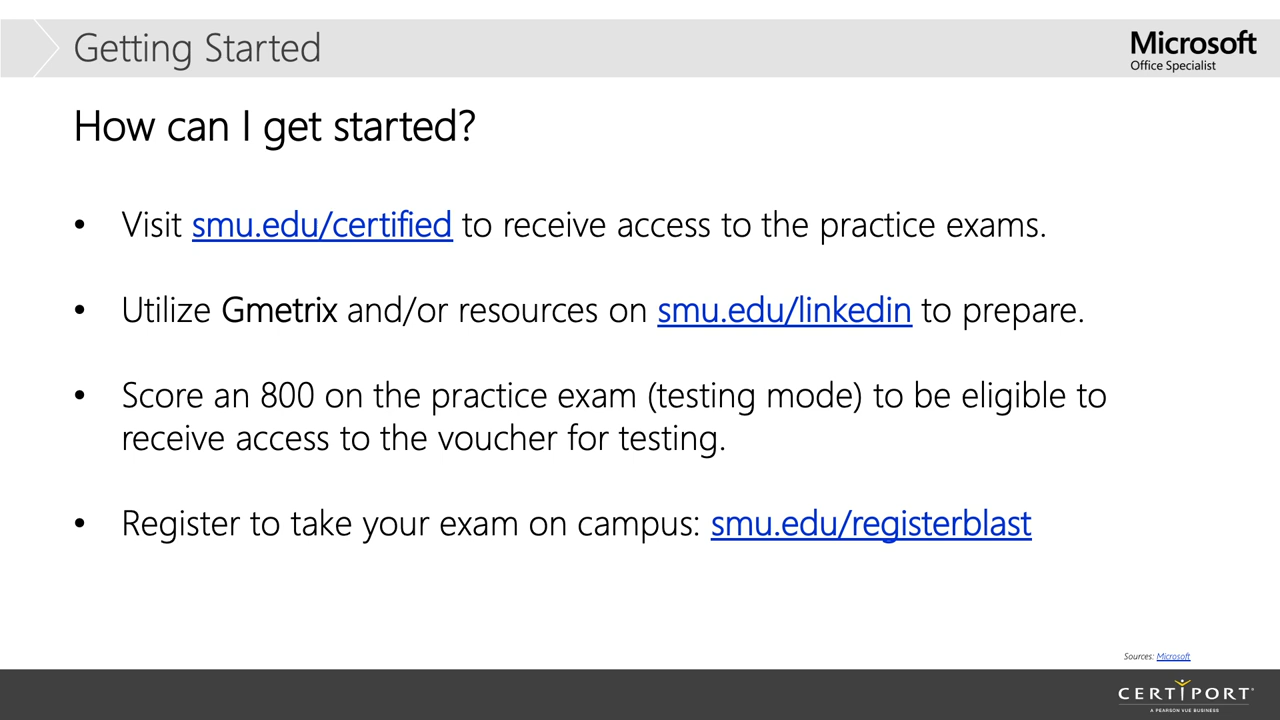 Getting Started
Microsoft
Office Specialist
How can I get started?
• Visit smu.edu/certified to receive access to the practice exams.
• Utilize Gmetrix and/or resources on smu.edu/linkedin to prepare.
• Score an 800 on the practice exam (testing mode) to be eligible to
receive access to the voucher for testing.
• Register to take your exam on campus: smu.edu/registerblast
Sources: Microsoft
CERTIPORT
A PEARSON VUE BUSINESS